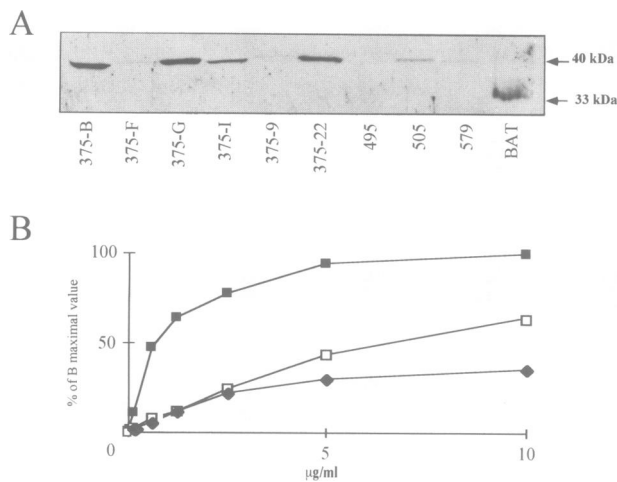 A
40 kDa
33 kDa
375-B
375-F
375-G
375-I
375-9
375-22
495
505
579
BAT
B
% of B maximal value
100
50
0
5
10
µg/ml